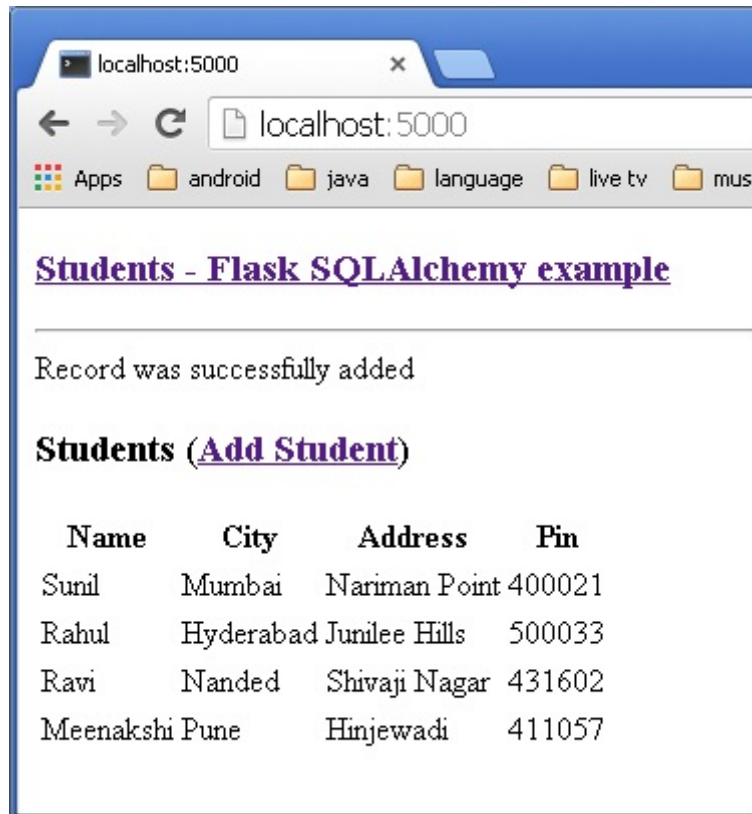 localhost:5000
localhost:5000
Apps android java language live tv mus
Students - Flask SQLAlchemy example
Record was successfully added
Students (Add Student)
Name City Address Pin
Sunil Mumbai Nariman Point 400021
Rahul Hyderabad Junilee Hills 500033
Ravi Nanded Shivaji Nagar 431602
Meenakshi Pune Hinjewadi 411057